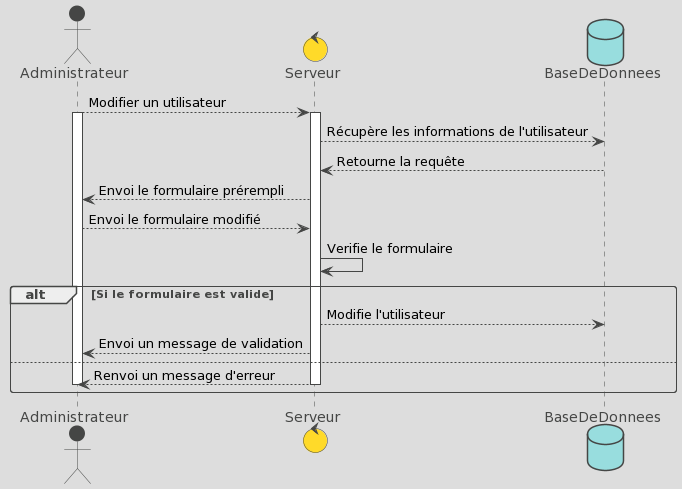 Administrateur
Serveur
BaseDeDonnees
Modifier un utilisateur
Récupère les informations de l'utilisateur
Retourne la requête
Envoi le formulaire prérempli
Envoi le formulaire modifié
Verifie le formulaire
alt [Si le formulaire est valide]
Modifie l'utilisateur
Envoi un message de validation
Renvoi un message d'erreur
Administrateur
Serveur
BaseDeDonnees